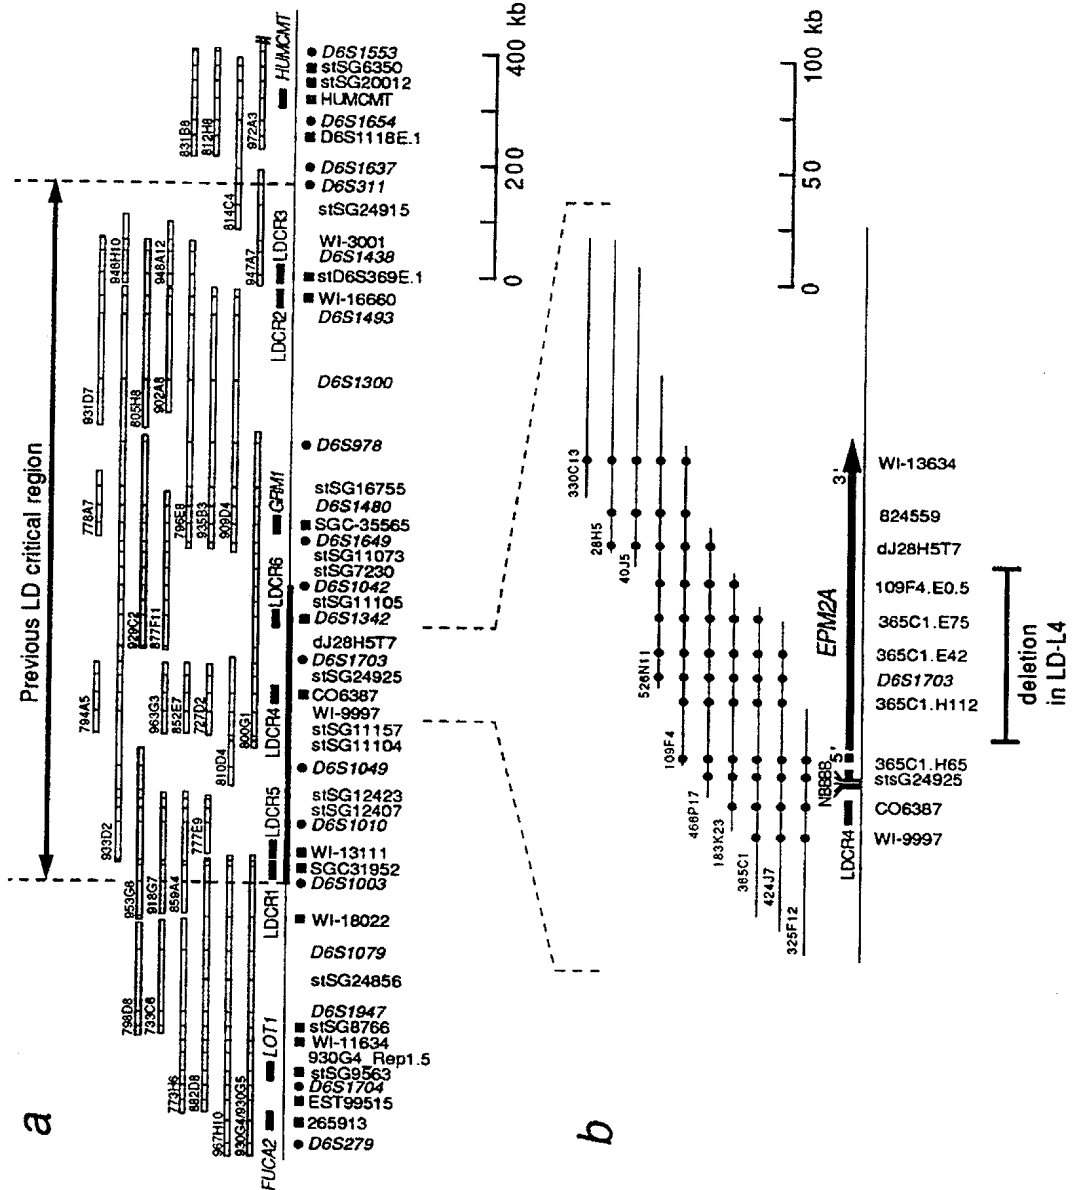 a
Previous LD critical region
931D7
946H10
778A7
794A5
933D2
805H8
929C2
953G6
798D8
948A12
902A8
877F11
963G3
918G7
733C6
831B8
796E8
852E7
859A4
773H6
812H8
935B3
727D2
777E9
882D8
814C4
909D4
810D4
967H10
972A3
947A7
800G1
930G4/930G5
FUCA2
LOT1
LDCR1
LDCR5
LDCR4
LDCR6
GRM1
LDCR2
LDCR3
HUMCMT
D6S1553
stSG6350
stSG20012
HUMCMT
D6S1654
D6S1118E.1
D6S1637
D6S311
stSG24915
WI-3001
D6S1438
stD6S369E.1
WI-16660
D6S1493
D6S1300
D6S978
stSG16755
D6S1480
SGC-35565
D6S1649
stSG11073
stSG7230
D6S1042
stSG11105
D6S1342
dJ28H5T7
D6S1703
stSG24925
CO6387
WI-9997
stSG11157
stSG11104
D6S1049
stSG12423
stSG12407
D6S1010
WI-13111
SGC31952
D6S1003
WI-18022
D6S1079
stSG24856
D6S1947
stSG8766
WI-11634
930G4_Rep1.5
stSG9563
D6S1704
EST99515
265913
D6S279
0 200 400 kb
b
0 50 100 kb
330C13
28H5
40J5
526N11
109F4
466P17
183K23
365C1
424J7
325F12
LDCR4
NBBBB
5'
EPM2A
3'
WI-13634
824559
dJ28H5T7
109F4.E0.5
365C1.E75
365C1.E42
D6S1703
365C1.H112
365C1.H65
stsG24925
CO6387
WI-9997
deletion
in LD-L4